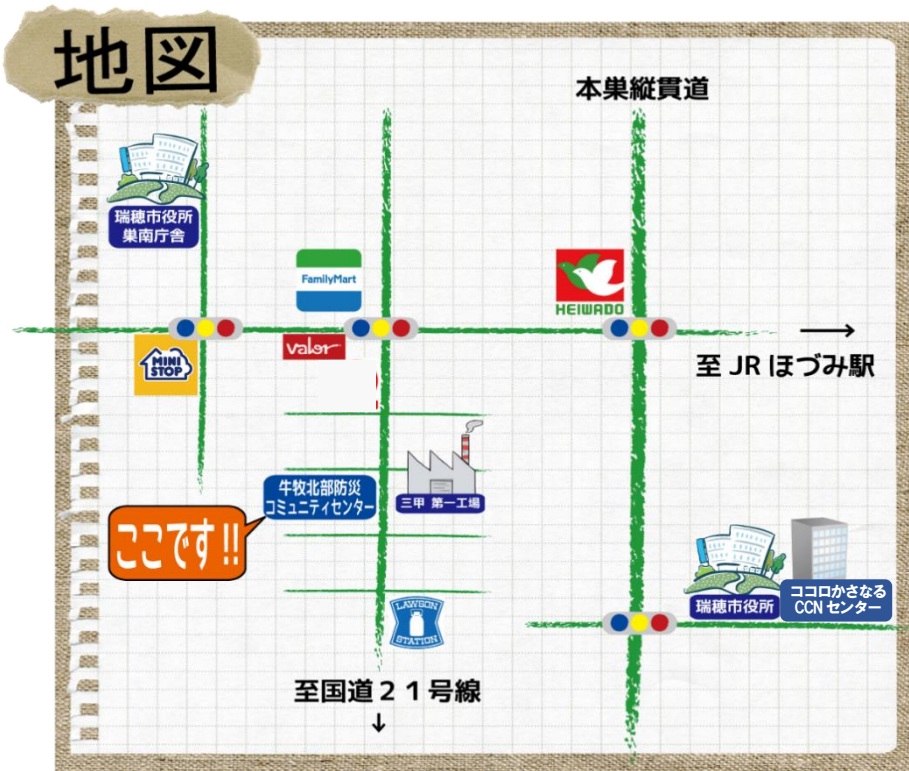 地図
本巣縦貫道
瑞穂市役所
巣南庁舎
FamilyMart
HEIWADO
valor
MINI
STOP
至 JR ほづみ駅
牛牧北部防災
コミュニティセンター
三甲 第一工場
ここです!!
瑞穂市役所
ココロかさなる
CCN センター
LAWSON
STATION
至国道21号線